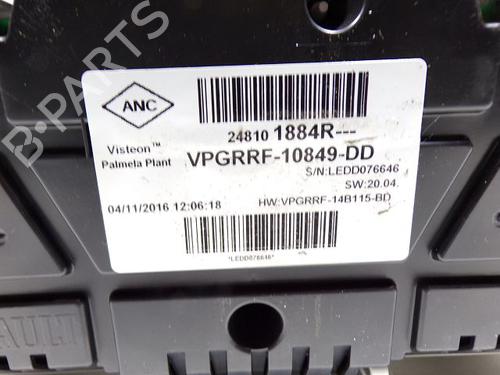 B-PARTS
ANC
Visteon™
Palmela Plant
24810 1884R---
VPGRRF-10849-DD
S/N:LEDD076646
SW:20.04.
04/11/2016 12:06:18
HW:VPGRRF-14B115-BD
*LEDD076646*